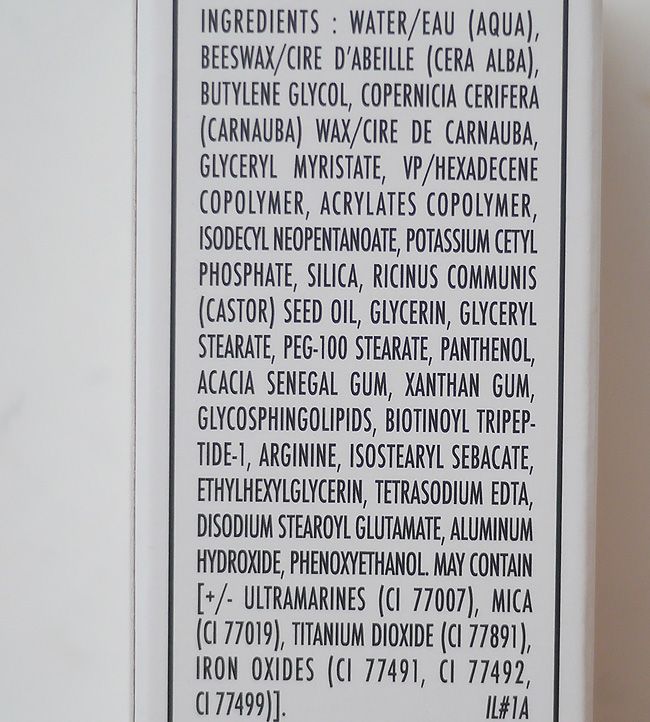 INGREDIENTS : WATER/EAU (AQUA),
BEESWAX/CIRE D'ABEILLE (CERA ALBA),
BUTYLENE GLYCOL, COPERNICIA CERIFERA
(CARNAUBA) WAX/CIRE DE CARNAUBA,
GLYCERYL MYRISTATE, VP/HEXADECENE
COPOLYMER, ACRYLATES COPOLYMER,
ISODECYL NEOPENTANOATE, POTASSIUM CETYL
PHOSPHATE, SILICA, RICINUS COMMUNIS
(CASTOR) SEED OIL, GLYCERIN, GLYCERYL
STEARATE, PEG-100 STEARATE, PANTHENOL,
ACACIA SENEGAL GUM, XANTHAN GUM,
GLYCOSPHINGOLIPIDS, BIOTINOYL TRIPEP-
TIDE-1, ARGININE, ISOSTEARYL SEBACATE,
ETHYLHEXYLGLYCERIN, TETRASODIUM EDTA,
DISODIUM STEAROYL GLUTAMATE, ALUMINUM
HYDROXIDE, PHENOXYETHANOL. MAY CONTAIN
[+/- ULTRAMARINES (CI 77007), MICA
(CI 77019), TITANIUM DIOXIDE (CI 77891),
IRON OXIDES (CI 77491, CI 77492,
CI 77499)]. IL#1A